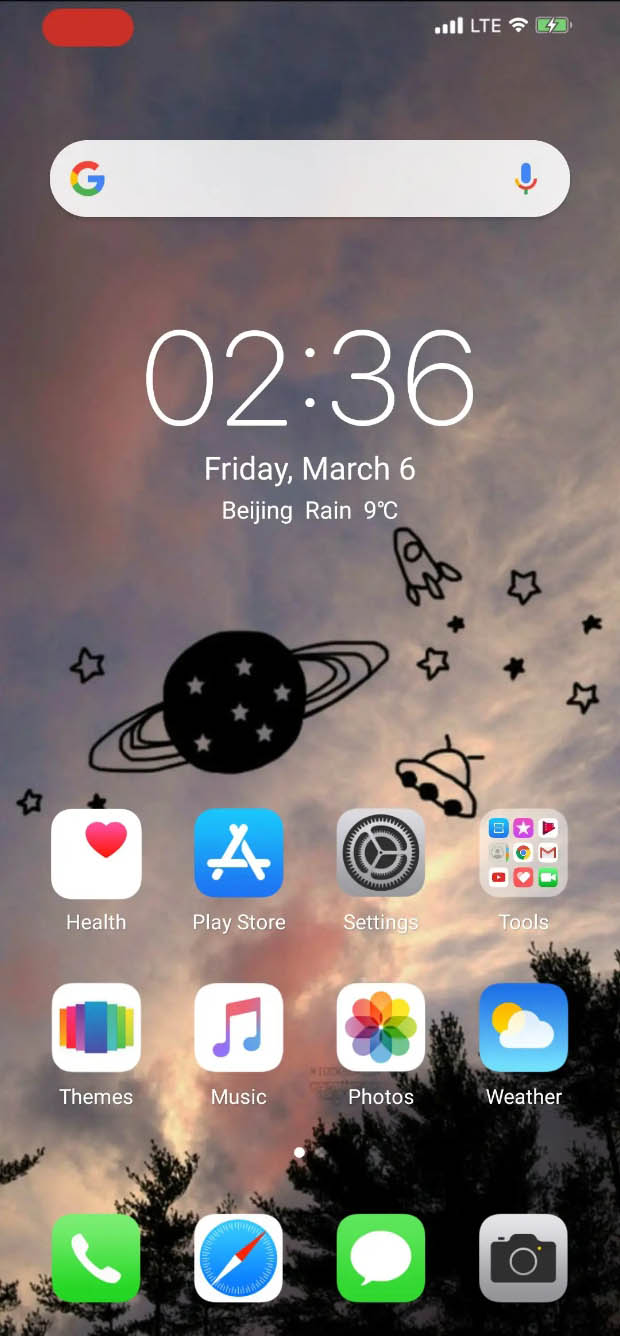 LTE
02:36
Friday, March 6
Beijing Rain 9℃
Health
Play Store
Settings
Tools
Themes
Music
Photos
Weather